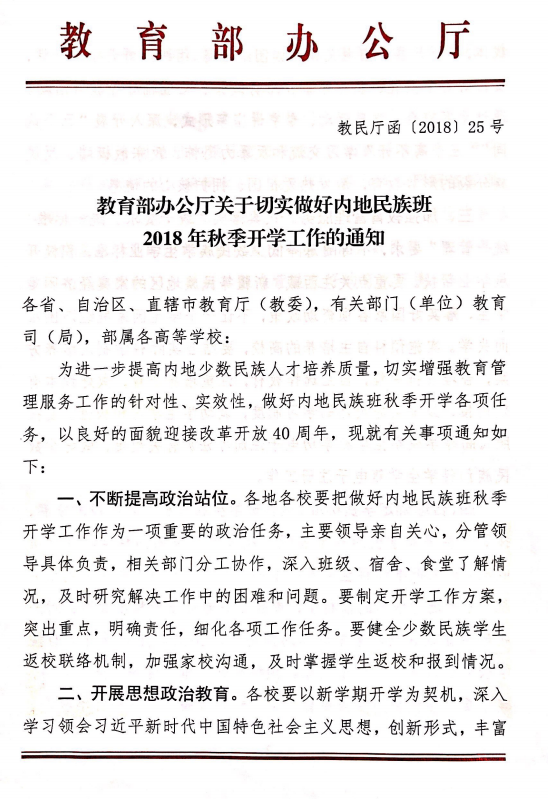 教育部办公厅
教民厅函〔2018〕25号
教育部办公厅关于切实做好内地民族班
2018年秋季开学工作的通知
各省、自治区、直辖市教育厅（教委），有关部门（单位）教育
司（局），部属各高等学校：
为进一步提高内地少数民族人才培养质量，切实增强教育管
理服务工作的针对性、实效性，做好内地民族班秋季开学各项任
务，以良好的面貌迎接改革开放40周年，现就有关事项通知如
下：
一、不断提高政治站位。各地各校要把做好内地民族班秋季
开学工作作为一项重要的政治任务，主要领导亲自关心，分管领
导具体负责，相关部门分工协作，深入班级、宿舍、食堂了解情
况，及时研究解决工作中的困难和问题。要制定开学工作方案，
突出重点，明确责任，细化各项工作任务。要健全少数民族学生
返校联络机制，加强家校沟通，及时掌握学生返校和报到情况。
二、开展思想政治教育。各校要以新学期开学为契机，深入
学习领会习近平新时代中国特色社会主义思想，创新形式，丰富